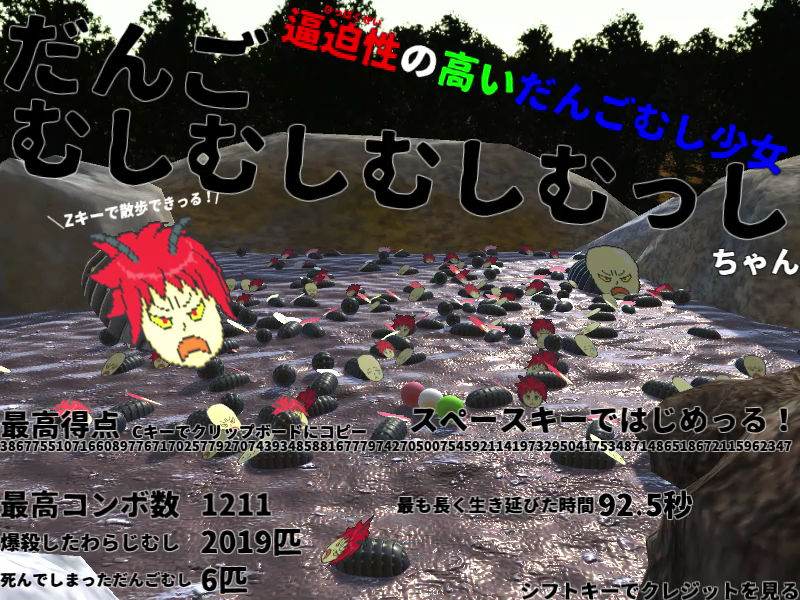 逼迫性の高いだんごむし少女
ひっぱくせい
だんご
むしむしむしむっし
ちゃん
\Zキーで散歩できっる!/
最高得点 Cキーでクリップボードにコピー
スペースキーではじめっる!
最高コンボ数 1211
最も長く生き延びた時間 92.5秒
爆殺したわらじむし 2019匹
死んでしまっただんごむし 6匹
シフトキーでクレジットを見る